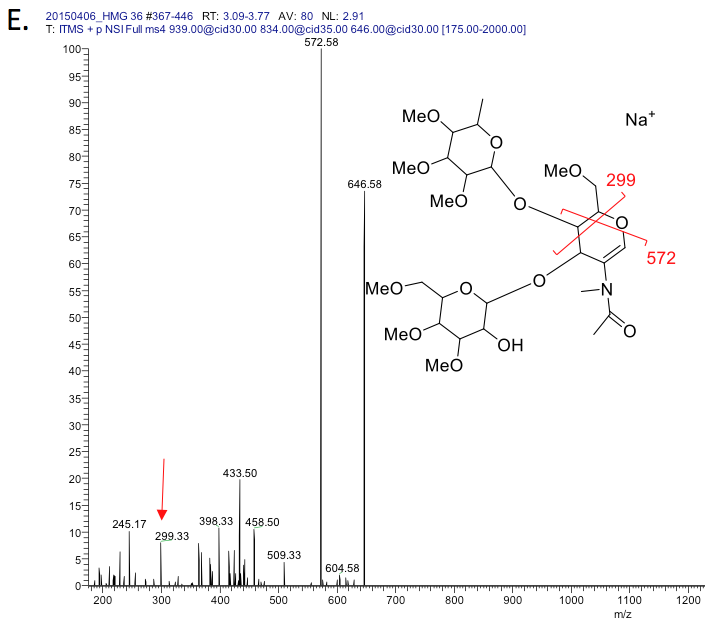 E.
20150406_HMG 36 #367-446 RT: 3.09-3.77 AV: 80 NL: 2.91
T: ITMS + p NSI Full ms4 939.00@cid30.00 834.00@cid35.00 646.00@cid30.00 [175.00-2000.00]
572.58
100
95
90
85
80
75
70
65
60
55
50
45
40
35
30
25
20
15
10
5
0
646.58
433.50
398.33
458.50
245.17
299.33
509.33
604.58
MeO
O
MeO
MeO
O
MeO
299
O
572
Na+
MeO
O
O
N
O
MeO
OH
MeO
200
300
400
500
600
700
800
900
1000
1100
1200
m/z